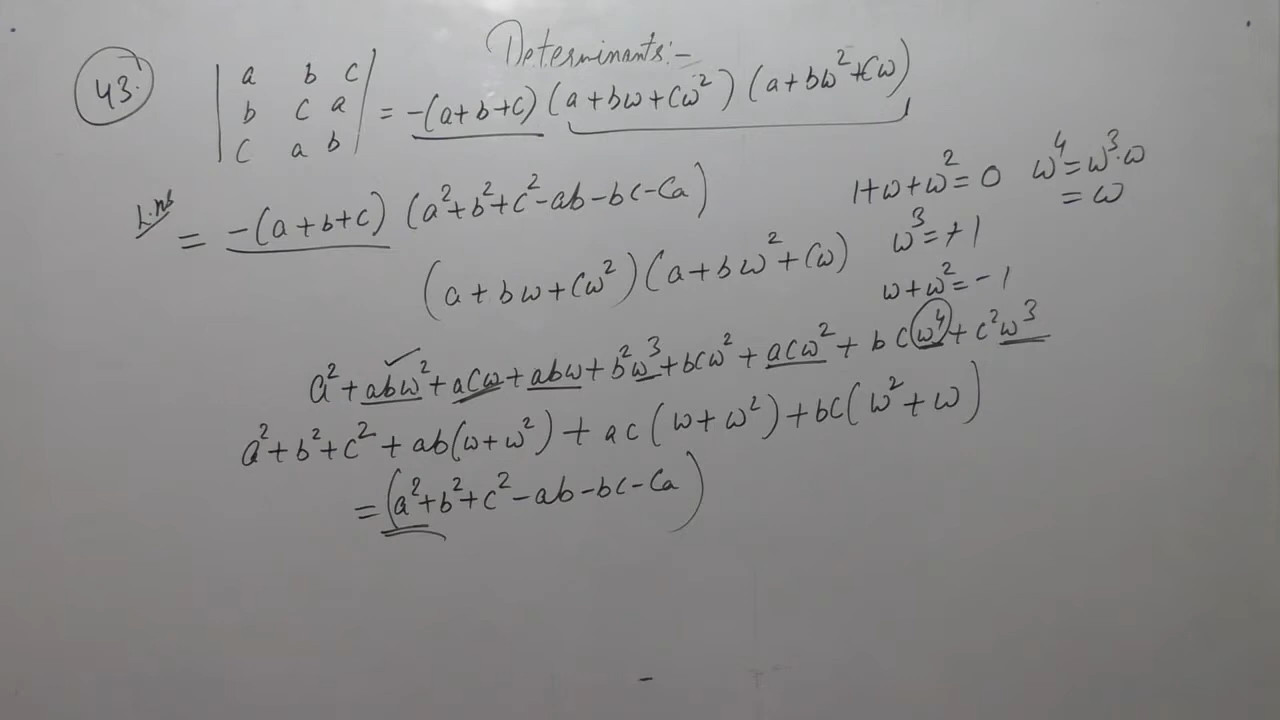 Determinants:-
43.
| a b c |
| b c a | = -(a+b+c) (a+bω+cω²) (a+bω²+cω)
| c a b |
L.HS
= -(a+b+c) (a²+b²+c²-ab-bc-ca)
1+ω+ω²=0 ω⁴=ω³·ω
=ω
(a+bω+cω²)(a+bω²+cω) ω³=+1
ω+ω²=-1
a²+abω²+acω+abω+b²ω³+bcω²+acω²+bcω⁴+c²ω³
a²+b²+c²+ab(ω+ω²)+ac(ω+ω²)+bc(ω²+ω)
=(a²+b²+c²-ab-bc-ca)